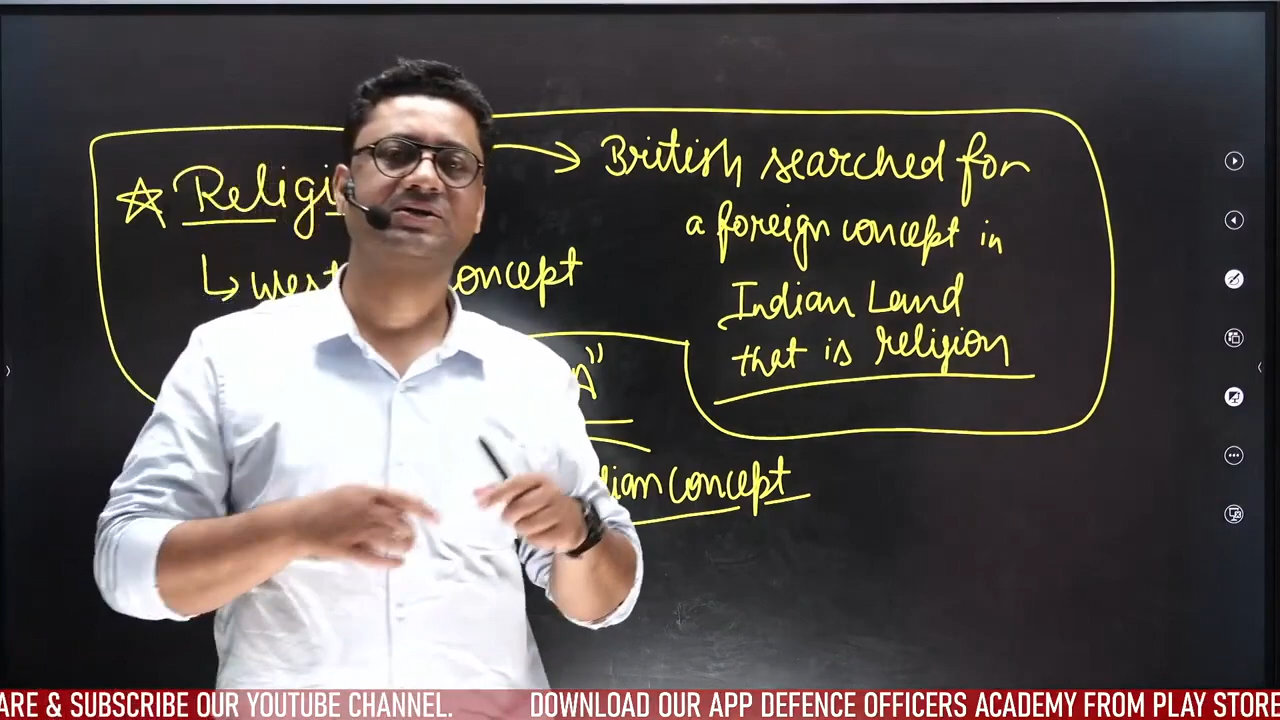 ☆ Religi
↳ west oncept
→ British searched for
a foreign concept in
Indian Land
that is religion
A"
ian concept
ARE & SUBSCRIBE OUR YOUTUBE CHANNEL. DOWNLOAD OUR APP DEFENCE OFFICERS ACADEMY FROM PLAY STORE